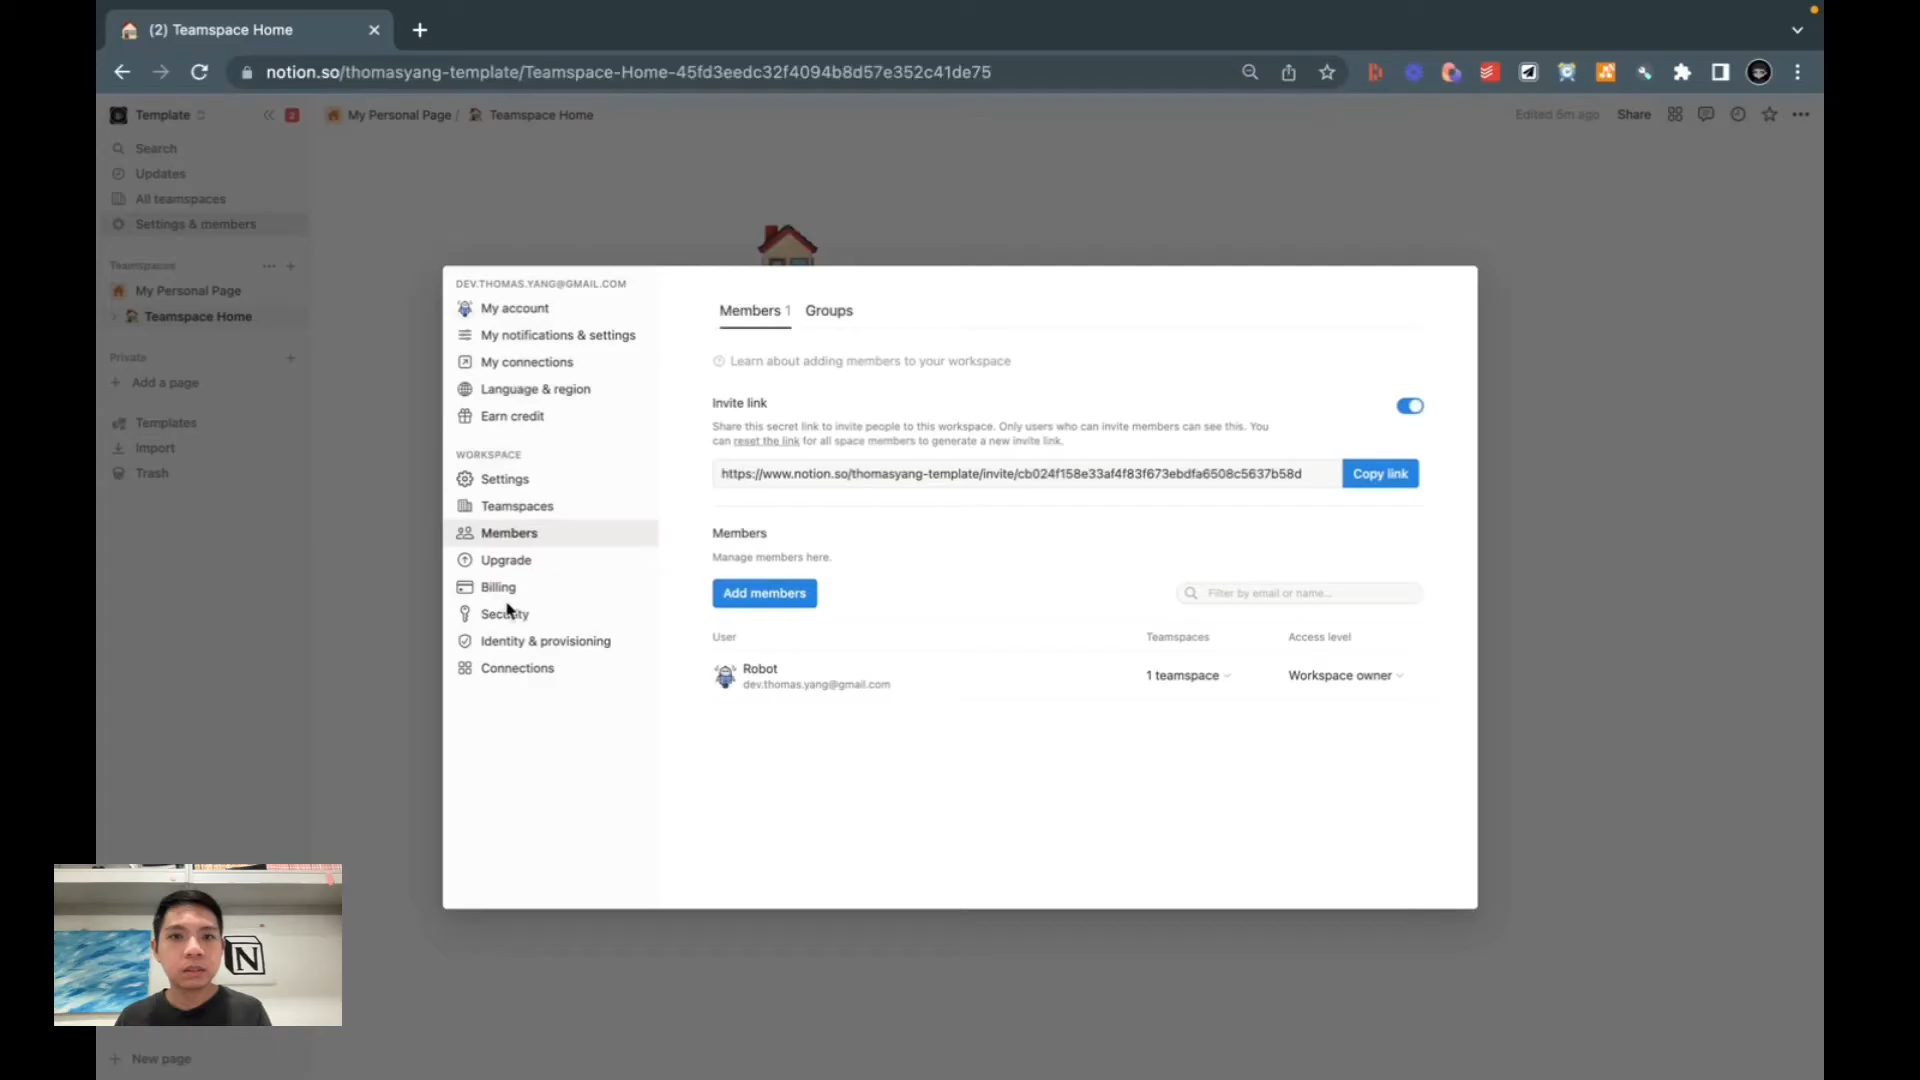 (2) Teamspace Home
notion.so/thomasyang-template/Teamspace-Home-45fd3eedc32f4094b8d57e352c41de75
Template
2
My Personal Page / Teamspace Home
Edited 5m ago
Share
Search
Updates
All teamspaces
Settings & members
Teamspaces
My Personal Page
Teamspace Home
Private
Add a page
Templates
Import
Trash
New page
DEV.THOMAS.YANG@GMAIL.COM
My account
My notifications & settings
My connections
Language & region
Earn credit
WORKSPACE
Settings
Teamspaces
Members
Upgrade
Billing
Security
Identity & provisioning
Connections
Members 1 Groups
Learn about adding members to your workspace
Invite link
Share this secret link to invite people to this workspace. Only users who can invite members can see this. You
can reset the link for all space members to generate a new invite link.
https://www.notion.so/thomasyang-template/invite/cb024f158e33af4f83f673ebdfa6508c5637b58d
Copy link
Members
Manage members here.
Add members
Filter by email or name...
User Teamspaces Access level
Robot
dev.thomas.yang@gmail.com
1 teamspace
Workspace owner
N